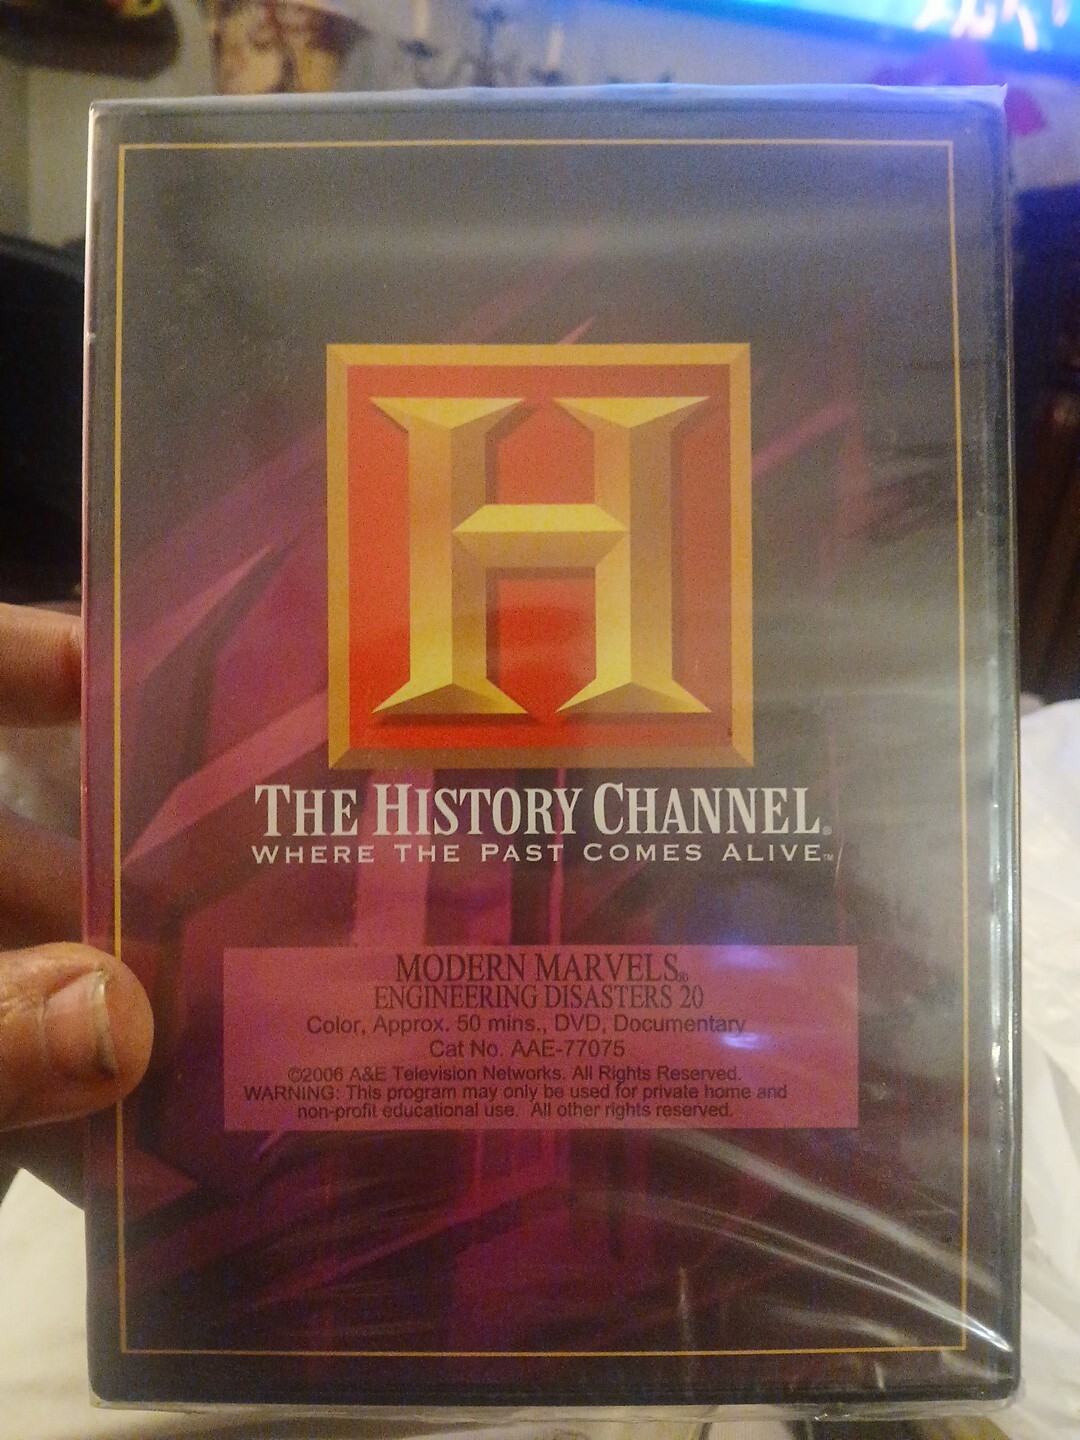 H
THE HISTORY CHANNEL®
WHERE THE PAST COMES ALIVE™
MODERN MARVELS®
ENGINEERING DISASTERS 20
Color, Approx. 50 mins., DVD, Documentary
Cat No. AAE-77075
©2006 A&E Television Networks. All Rights Reserved.
WARNING: This program may only be used for private home and
non-profit educational use. All other rights reserved.